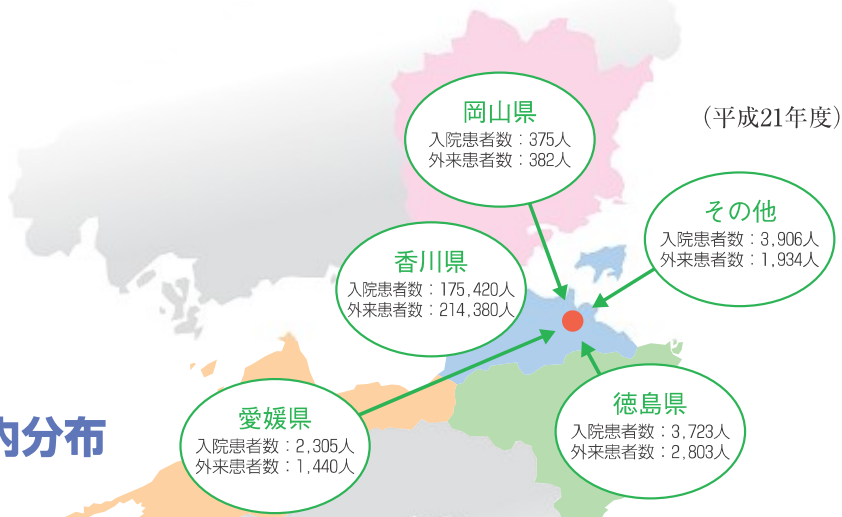 (平成21年度)
岡山県
入院患者数:375人
外来患者数:382人
その他
入院患者数:3,906人
外来患者数:1,934人
香川県
入院患者数:175,420人
外来患者数:214,380人
愛媛県
入院患者数:2,305人
外来患者数:1,440人
徳島県
入院患者数:3,723人
外来患者数:2,803人
内分布